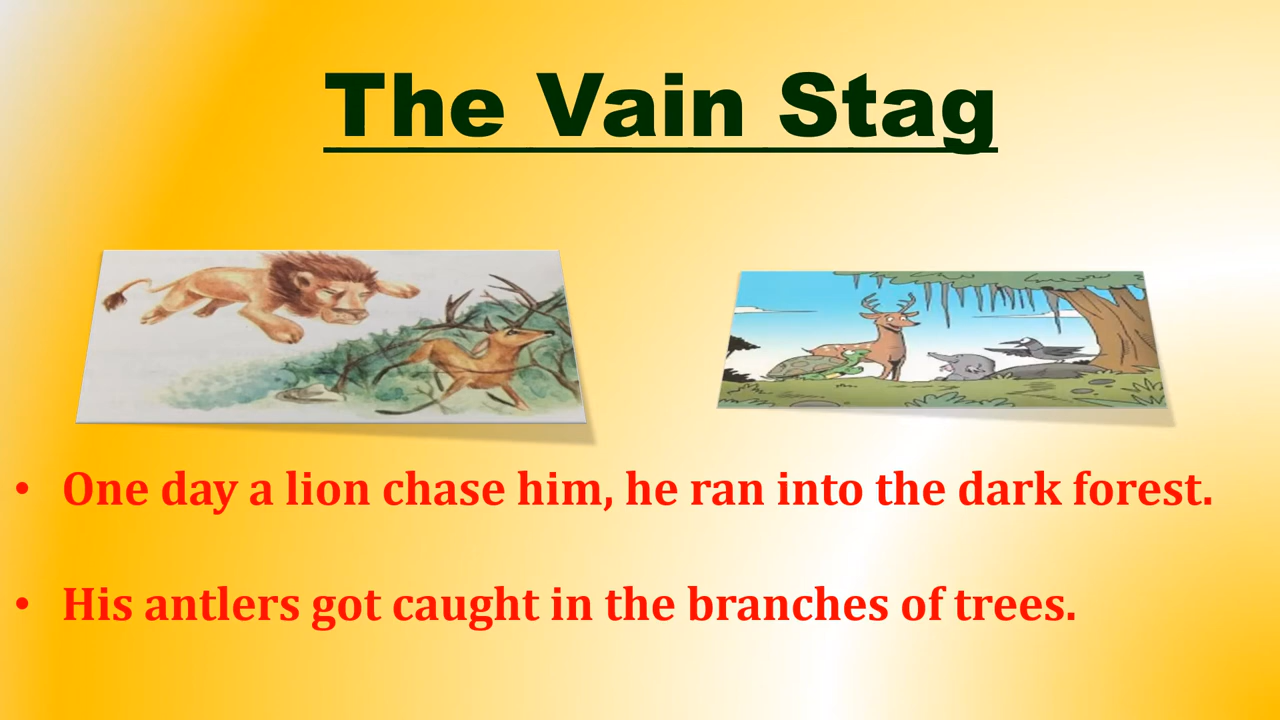 The Vain Stag
• One day a lion chase him, he ran into the dark forest.
• His antlers got caught in the branches of trees.